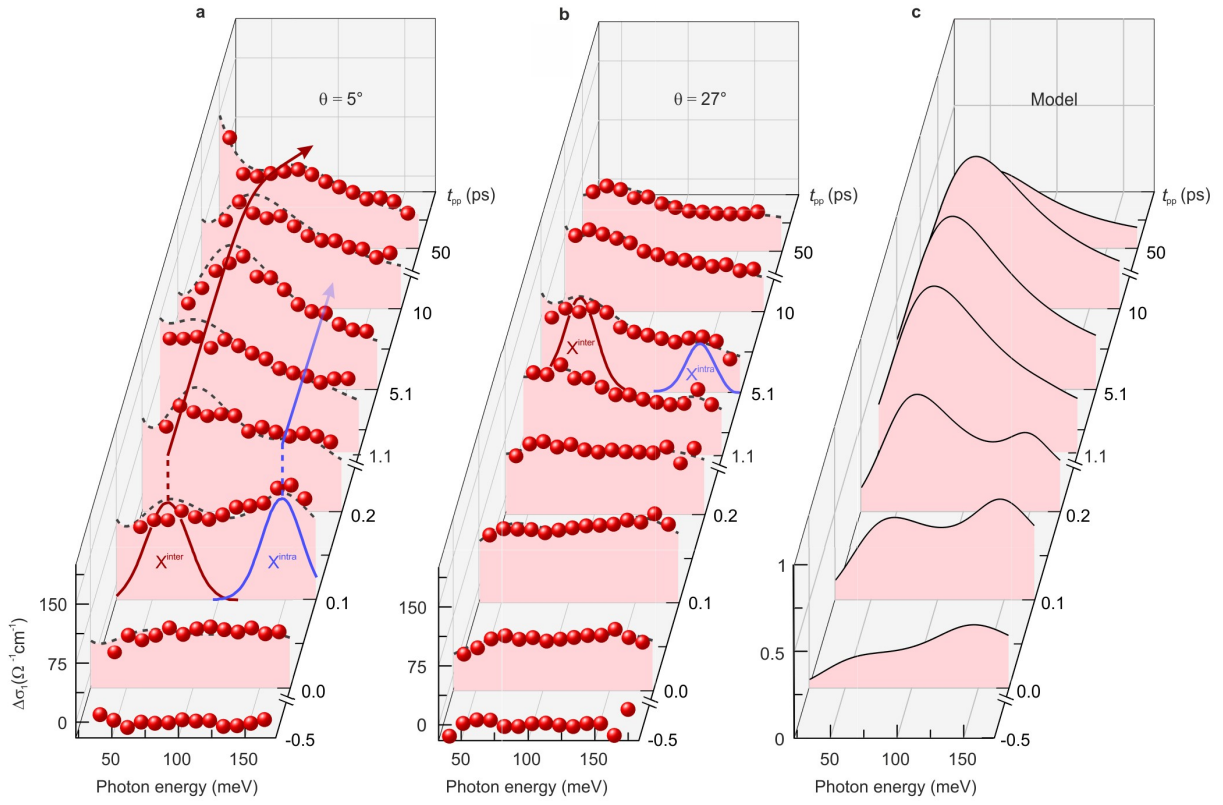 a
b
c
θ = 5°
θ = 27°
Model
t_pp (ps)
t_pp (ps)
t_pp (ps)
50
50
50
10
10
10
5.1
5.1
5.1
X^inter
X^intra
1.1
1.1
1.1
0.2
0.2
0.2
X^inter
X^intra
0.1
0.1
0.1
0.0
0.0
0.0
-0.5
-0.5
-0.5
150
75
0
150
75
0
1
0.5
0
Δσ₁(Ω⁻¹cm⁻¹)
50 100 150
50 100 150
50 100 150
Photon energy (meV)
Photon energy (meV)
Photon energy (meV)